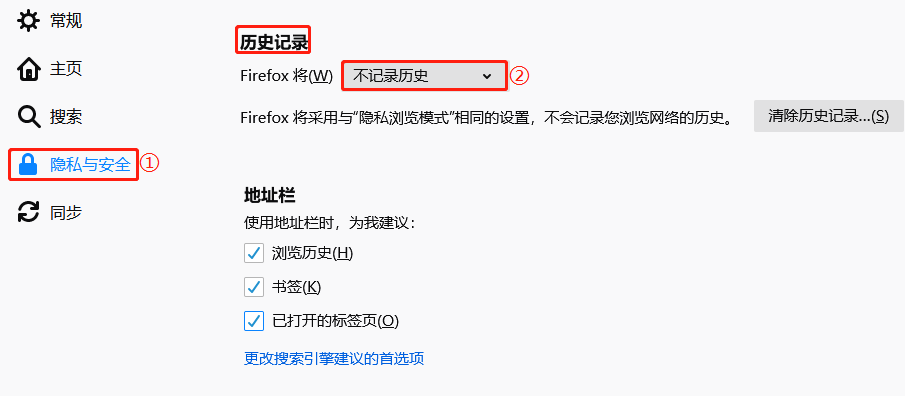 常规
主页
搜索
隐私与安全 ①
同步
历史记录
Firefox 将(W) 不记录历史 ②
Firefox 将采用与“隐私浏览模式”相同的设置，不会记录您浏览网络的历史。 清除历史记录...(S)
地址栏
使用地址栏时，为我建议：
浏览历史(H)
书签(K)
已打开的标签页(O)
更改搜索引擎建议的首选项